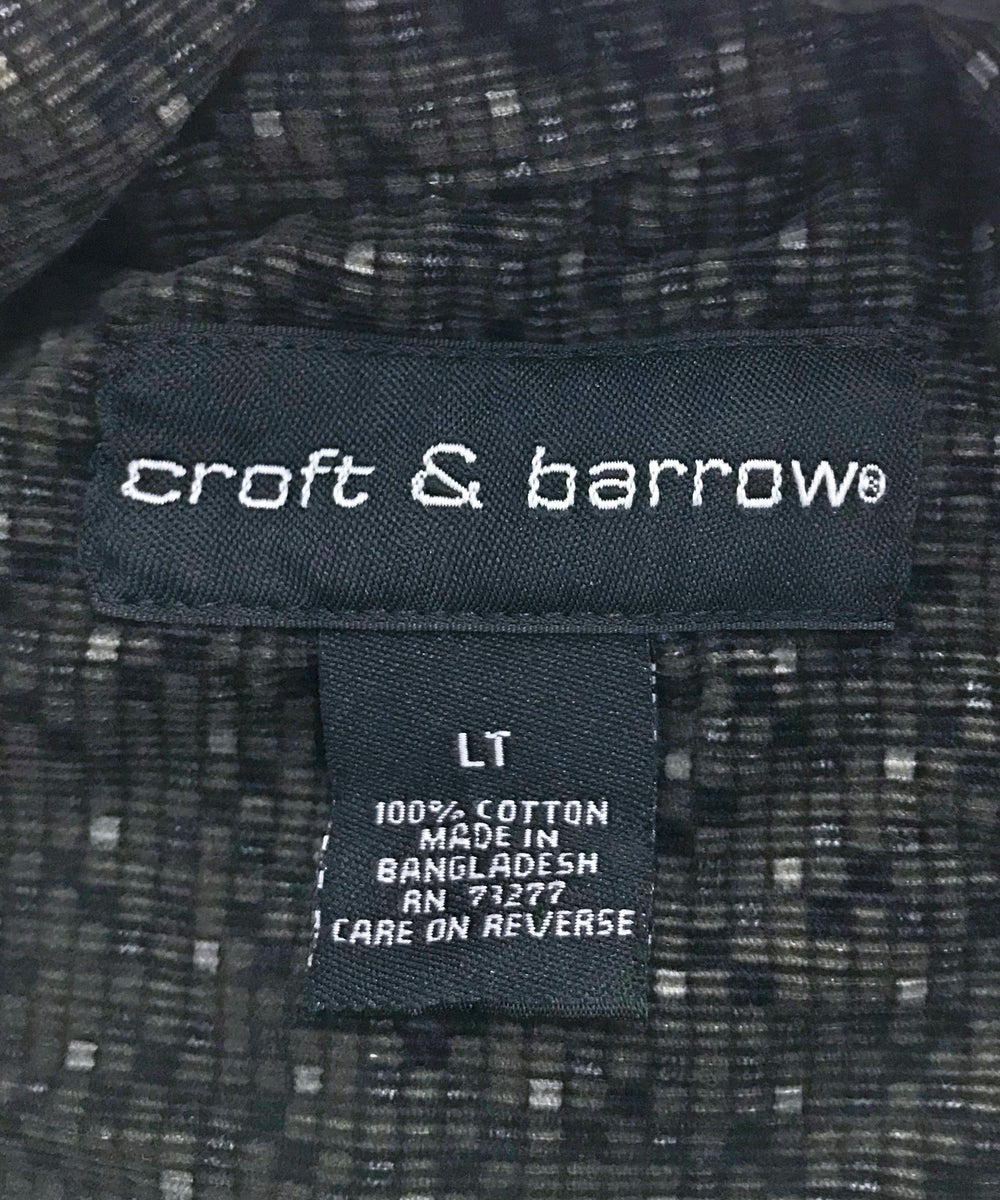 croft & barrow®
LT
100% COTTON
MADE IN
BANGLADESH
RN 73277
CARE ON REVERSE